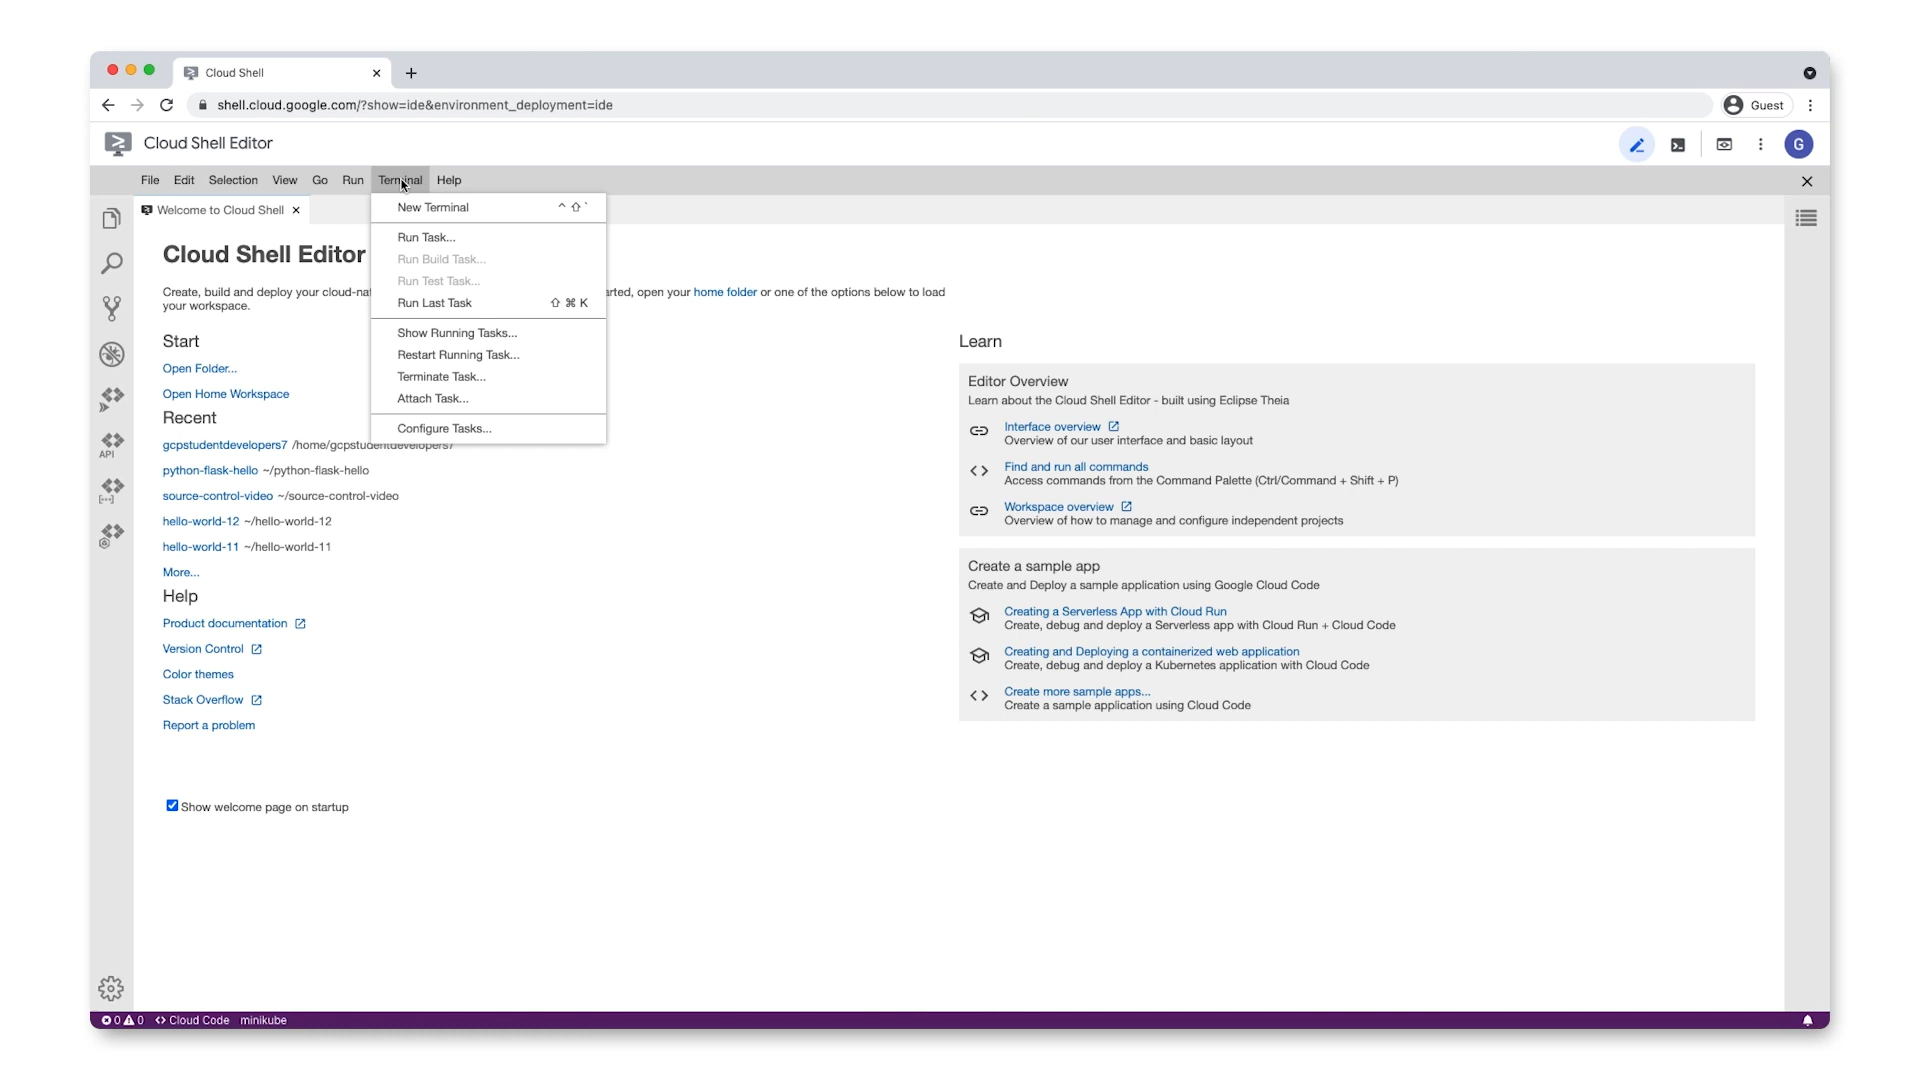 Cloud Shell
shell.cloud.google.com/?show=ide&environment_deployment=ide
Guest
Cloud Shell Editor
G
File Edit Selection View Go Run Terminal Help
Welcome to Cloud Shell
New Terminal ^ ⇧ `
Run Task...
Run Build Task...
Run Test Task...
Run Last Task ⇧ ⌘ K
Show Running Tasks...
Restart Running Task...
Terminate Task...
Attach Task...
Configure Tasks...
Cloud Shell Editor
Create, build and deploy your cloud-na
arted, open your home folder or one of the options below to load
your workspace.
Start
Open Folder...
Open Home Workspace
Recent
gcpstudentdevelopers7 /home/gcpstudentdevelopers7
python-flask-hello ~/python-flask-hello
source-control-video ~/source-control-video
hello-world-12 ~/hello-world-12
hello-world-11 ~/hello-world-11
More...
Help
Product documentation
Version Control
Color themes
Stack Overflow
Report a problem
Show welcome page on startup
Learn
Editor Overview
Learn about the Cloud Shell Editor - built using Eclipse Theia
Interface overview
Overview of our user interface and basic layout
Find and run all commands
Access commands from the Command Palette (Ctrl/Command + Shift + P)
Workspace overview
Overview of how to manage and configure independent projects
Create a sample app
Create and Deploy a sample application using Google Cloud Code
Creating a Serverless App with Cloud Run
Create, debug and deploy a Serverless app with Cloud Run + Cloud Code
Creating and Deploying a containerized web application
Create, debug and deploy a Kubernetes application with Cloud Code
Create more sample apps...
Create a sample application using Cloud Code
API
0 0 <> Cloud Code minikube